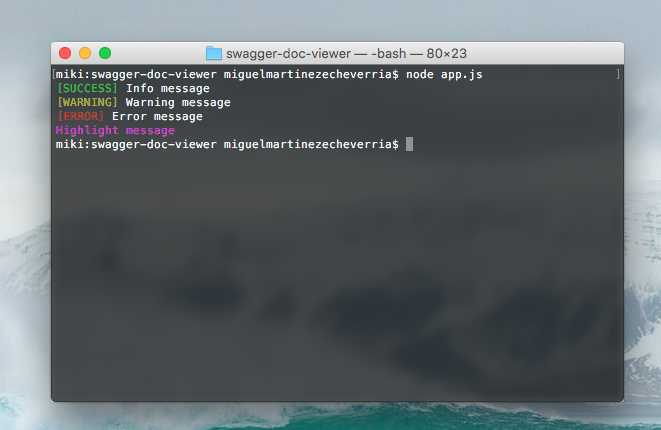 swagger-doc-viewer — -bash — 80×23
[miki:swagger-doc-viewer miguelmartinezecheverria$ node app.js ]
[SUCCESS] Info message
[WARNING] Warning message
[ERROR] Error message
Highlight message
miki:swagger-doc-viewer miguelmartinezecheverria$